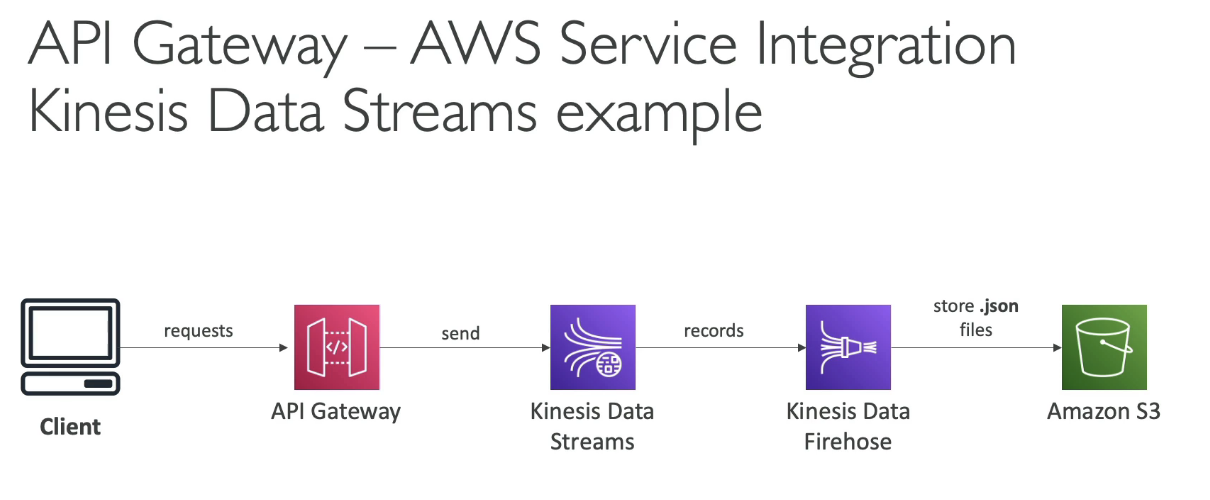 API Gateway – AWS Service Integration
Kinesis Data Streams example
requests
send
records
store .json
files
</>
Client
API Gateway
Kinesis Data
Streams
Kinesis Data
Firehose
Amazon S3